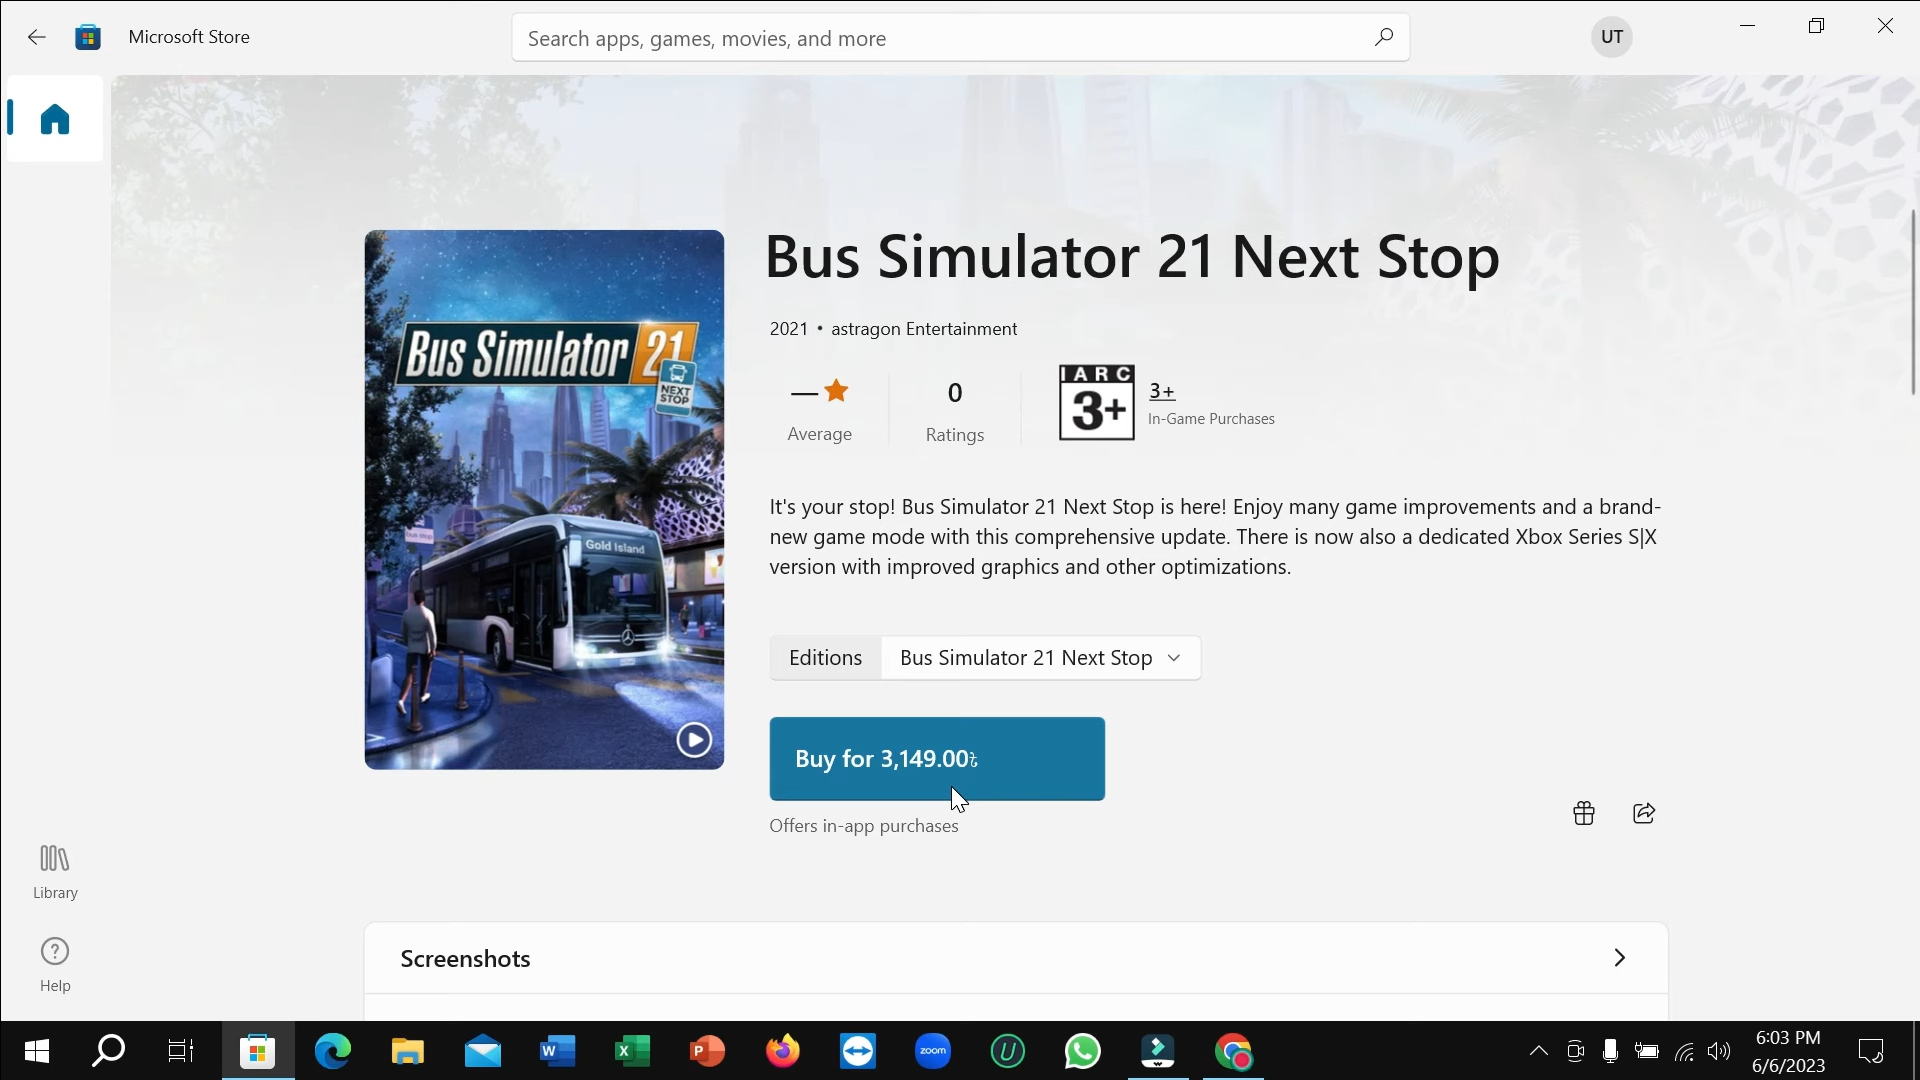 Microsoft Store
Search apps, games, movies, and more
UT
Bus Simulator 21 Next Stop
2021 • astragon Entertainment
Average
0
Ratings
IARC
3+
3+
In-Game Purchases
Bus Simulator 21
NEXT
STOP
bus stop
Gold Island
It's your stop! Bus Simulator 21 Next Stop is here! Enjoy many game improvements and a brand-
new game mode with this comprehensive update. There is now also a dedicated Xbox Series S|X
version with improved graphics and other optimizations.
Editions
Bus Simulator 21 Next Stop
Buy for 3,149.00৳
Offers in-app purchases
Library
Help
Screenshots
W
X
P
zoom
U
6:03 PM
6/6/2023